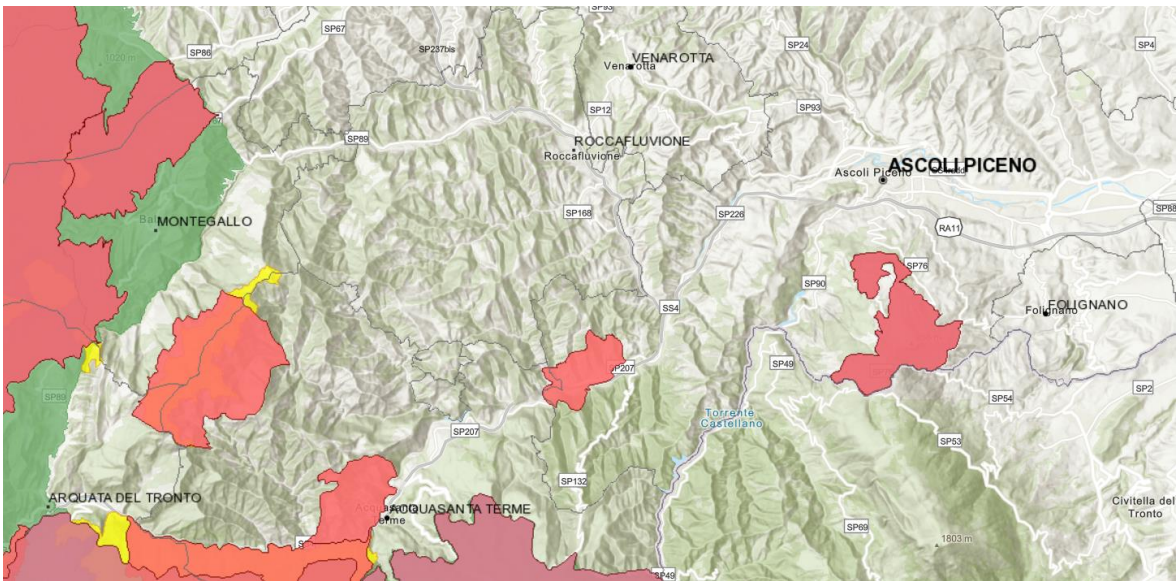 SP93
SP67
SP24
SP4
SP86
SP237bis
1020 m
VENAROTTA
Venarotta
SP12
SP93
SP89
ROCCAFLUVIONE
Roccafluvione
ASCOLI PICENO
Ascoli Piceno
SP168
SP226
SP88
MONTEGALLO
RA11
SP76
SP90
SS4
FOLIGNANO
Folignano
SP207
SP49
SP89
SP54
SP2
Torrente
Castellano
SP207
SP53
SP132
ARQUATA DEL TRONTO
ACQUASANTA TERME
Civitella del
Tronto
SP69
1803 m
SP49